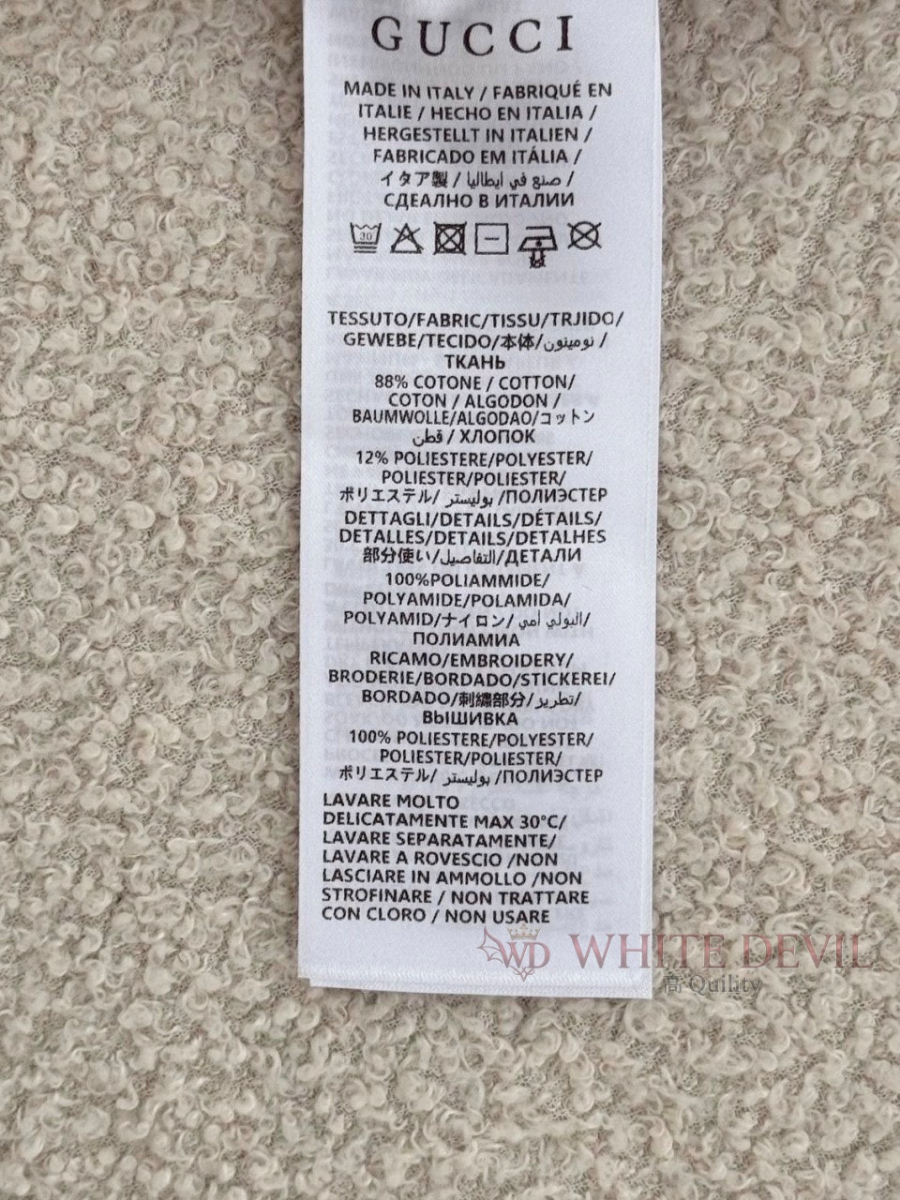 GUCCI
MADE IN ITALY / FABRIQUÉ EN
ITALIE / HECHO EN ITALIA /
HERGESTELLT IN ITALIEN /
FABRICADO EM ITÁLIA /
イタア製 / صنع في ايطاليا /
СДЕАЛНО В ИТАЛИИ
30
TESSUTO/FABRIC/TISSU/TRJIDO/
GEWEBE/TECIDO/本体/نومينون /
ТКАНЬ
88% COTONE / COTTON/
COTON / ALGODON /
BAUMWOLLE/ALGODAO/コットン
قطن / ХЛОПОК
12% POLIESTERE/POLYESTER/
POLIESTER/POLIESTER/
ポリエステル/ بوليستر /ПОЛИЭСТЕР
DETTAGLI/DETAILS/DÉTAILS/
DETALLES/DETAILS/DETALHES
部分使い/التفاصيل/ДЕТАЛИ
100%POLIAMMIDE/
POLYAMIDE/POLAMIDA/
POLYAMID/ナイロン/ البولي أمي/
ПОЛИАМИА
RICAMO/EMBROIDERY/
BRODERIE/BORDADO/STICKEREI/
BORDADO/刺繍部分/تطريز/
ВЫШИВКА
100% POLIESTERE/POLYESTER/
POLIESTER/POLIESTER/
ポリエステル/ بوليستر /ПОЛИЭСТЕР
LAVARE MOLTO
DELICATAMENTE MAX 30°C/
LAVARE SEPARATAMENTE/
LAVARE A ROVESCIO /NON
LASCIARE IN AMMOLLO /NON
STROFINARE / NON TRATTARE
CON CLORO / NON USARE
WD WHITE DEVIL
高 Quility